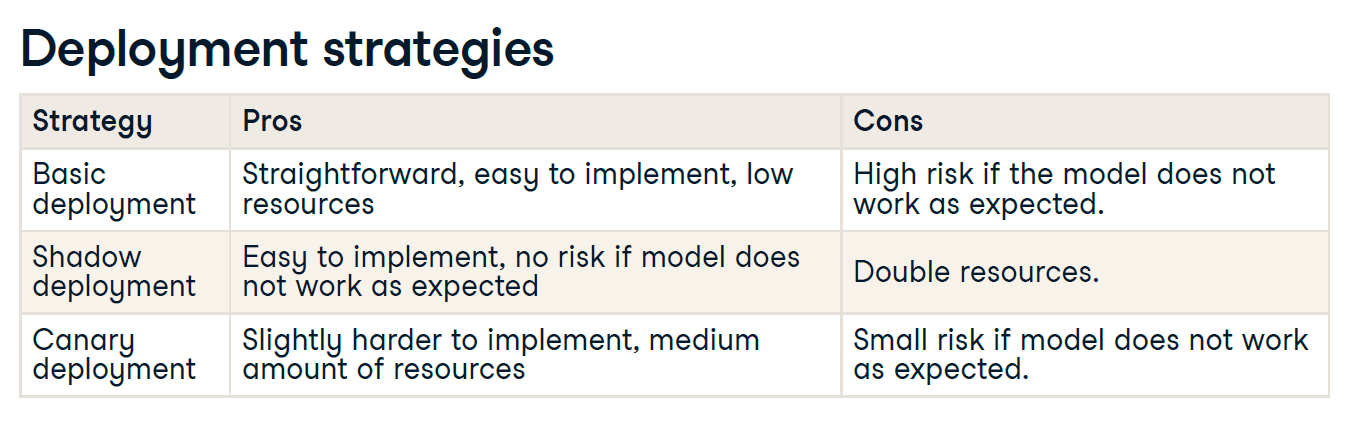 Deployment strategies
Strategy
Pros
Cons
Basic
deployment
Straightforward, easy to implement, low
resources
High risk if the model does not
work as expected.
Shadow
deployment
Easy to implement, no risk if model does
not work as expected
Double resources.
Canary
deployment
Slightly harder to implement, medium
amount of resources
Small risk if model does not work
as expected.